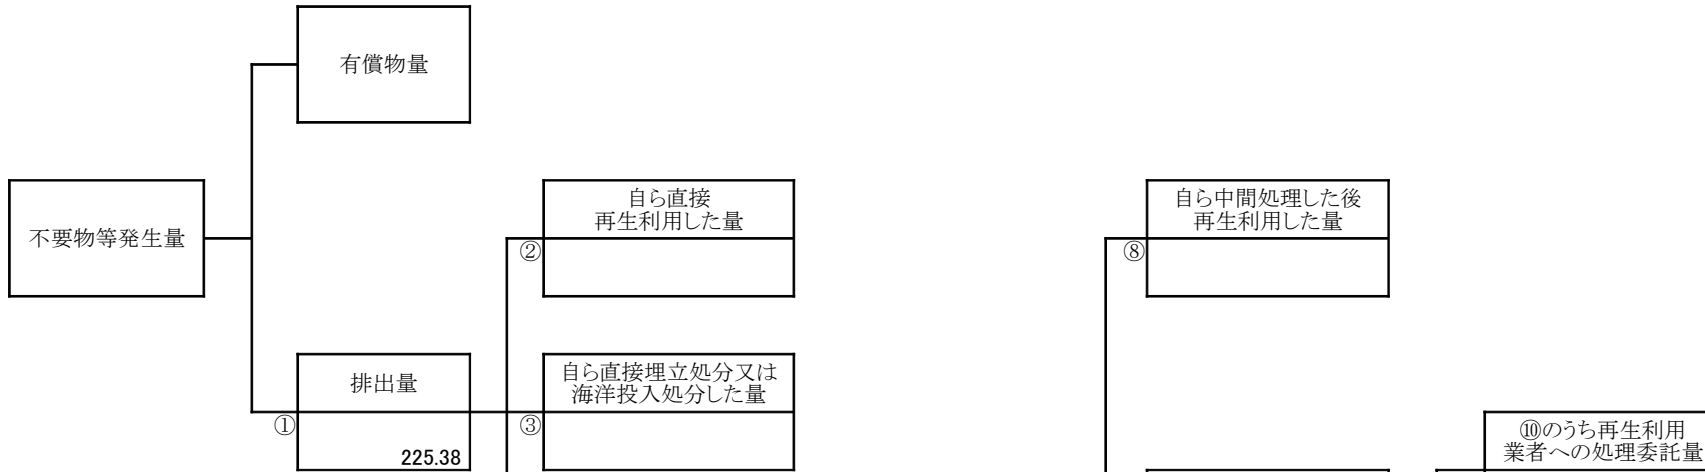 有償物量
不要物等発生量
自ら直接
再生利用した量
②
自ら中間処理した後
再生利用した量
⑧
排出量
①
225.38
自ら直接埋立処分又は
海洋投入処分した量
③
⑩のうち再生利用
業者への処理委託量